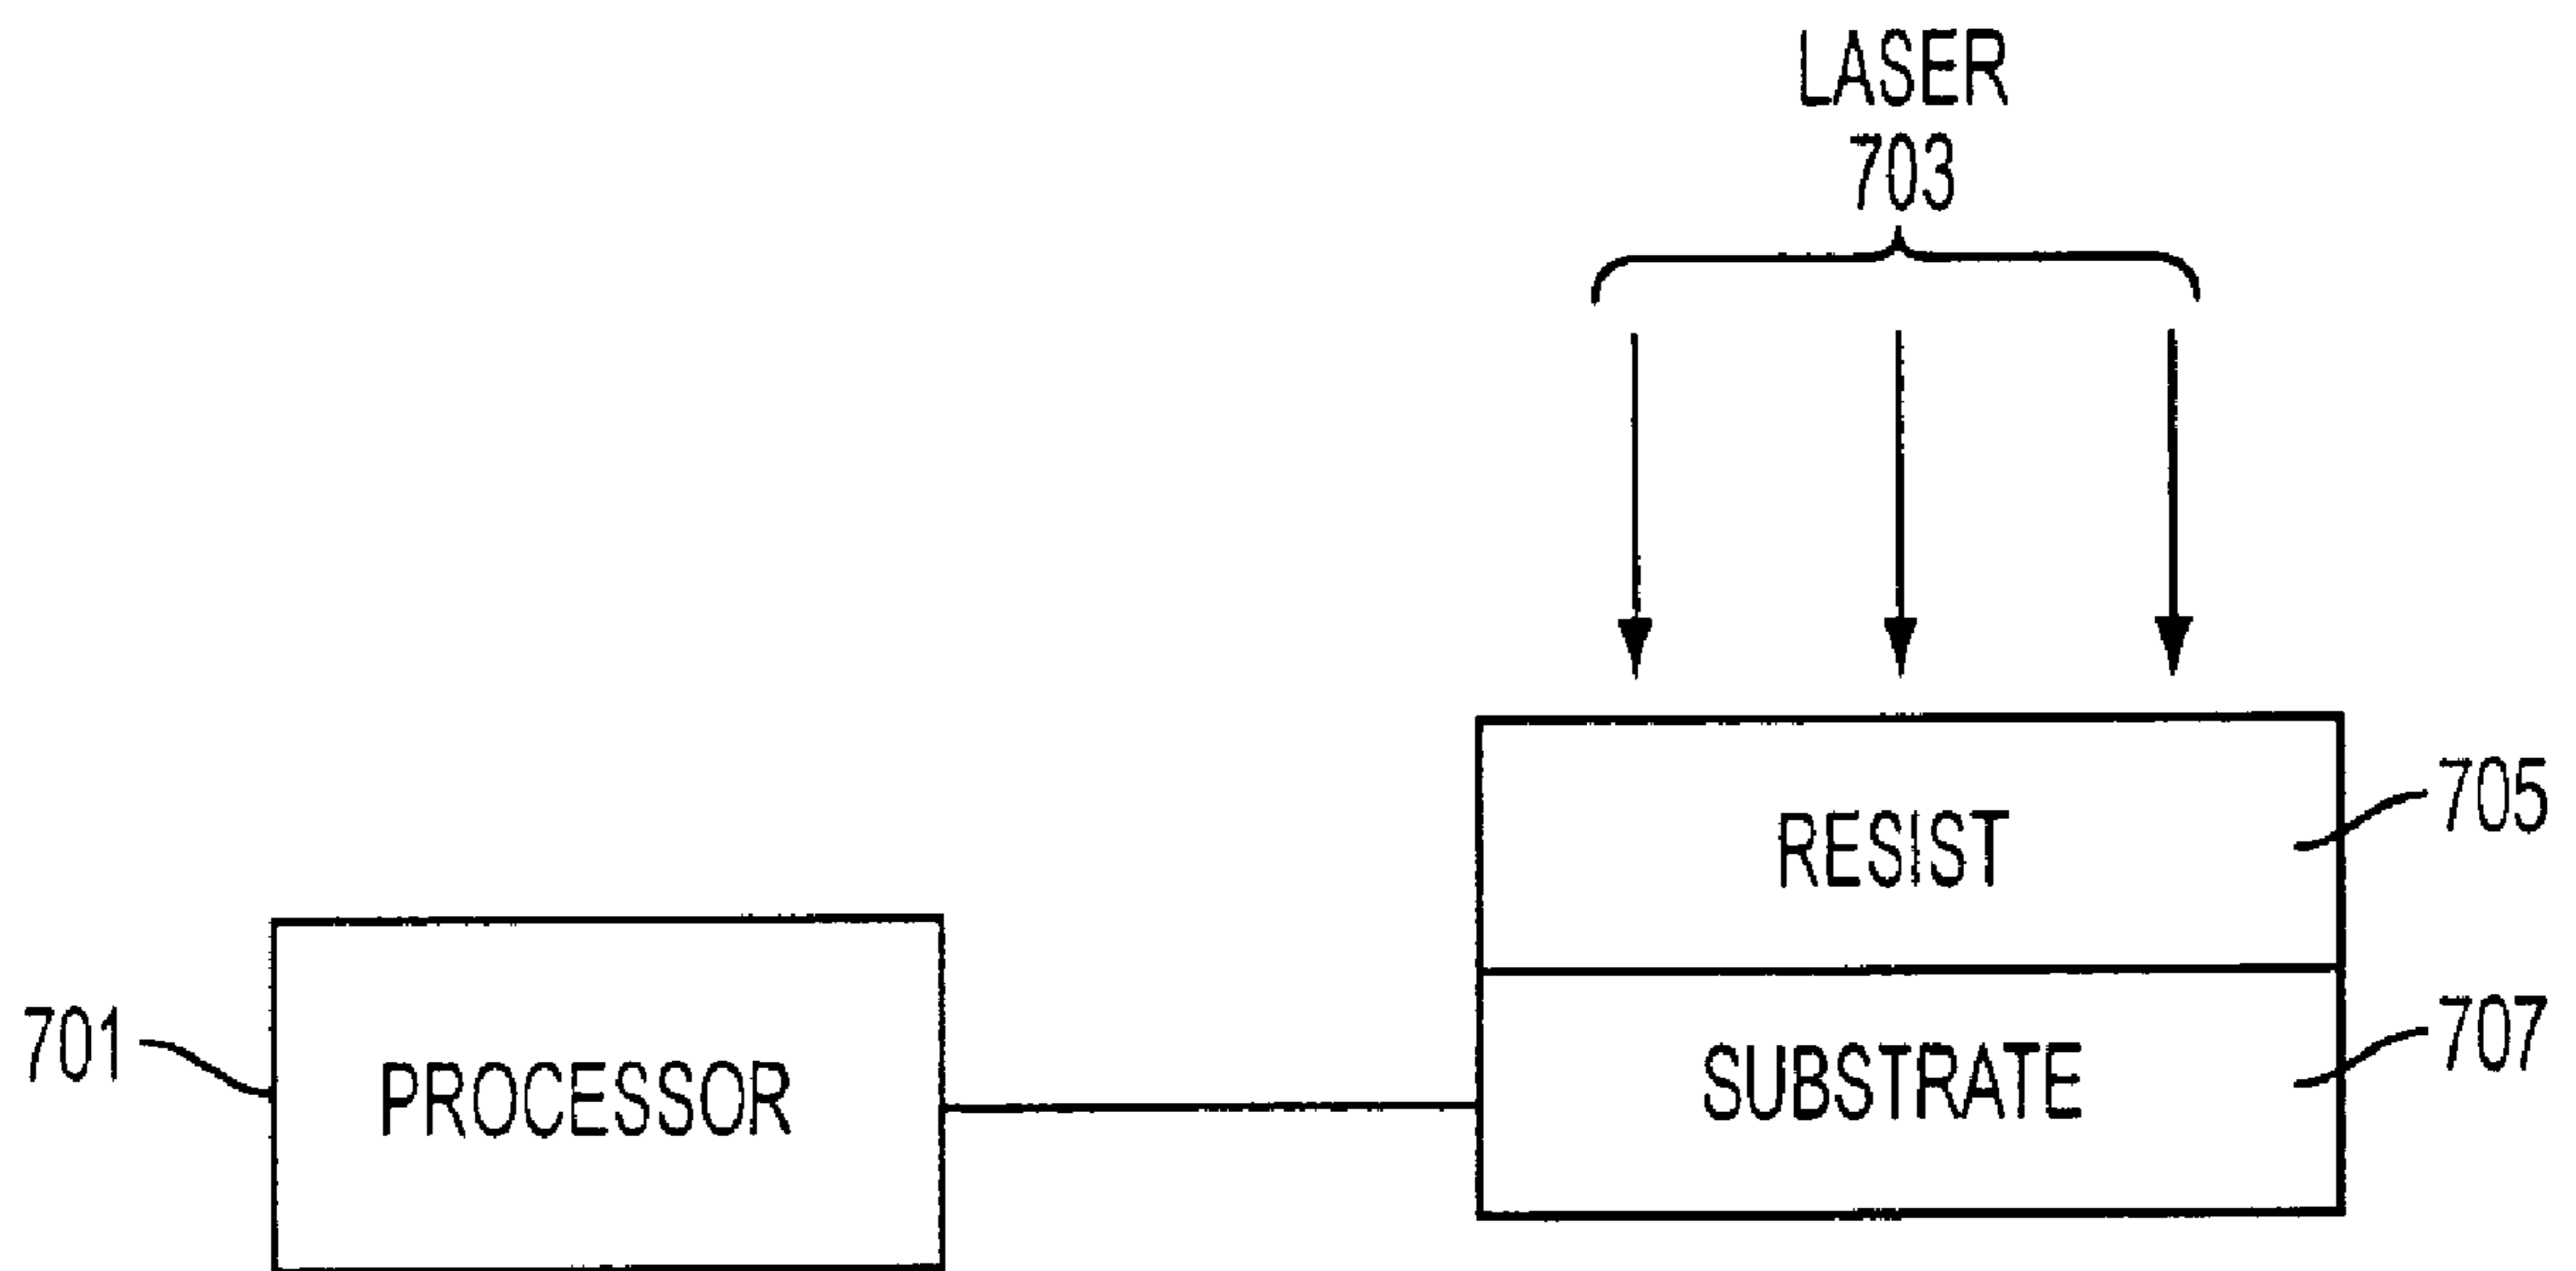 LASER
703
RESIST
705
701
PROCESSOR
SUBSTRATE
707